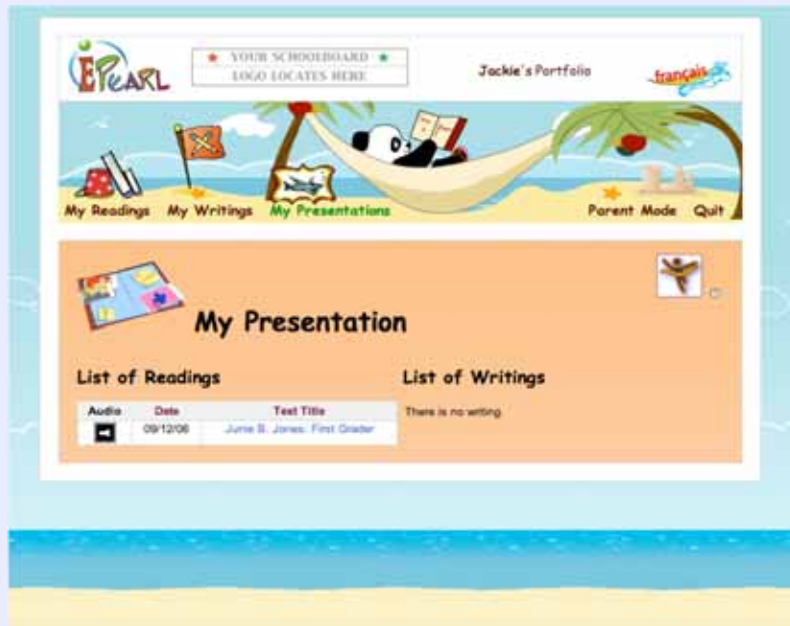 EPEARL
YOUR SCHOOLBOARD
LOGO LOCATES HERE
Jackie's Portfolio
français
My Readings
My Writings
My Presentations
Parent Mode
Quit
My Presentation
List of Readings
List of Writings
Audio Date Text Title
09/12/06 Junie B. Jones: First Grader
There is no writing